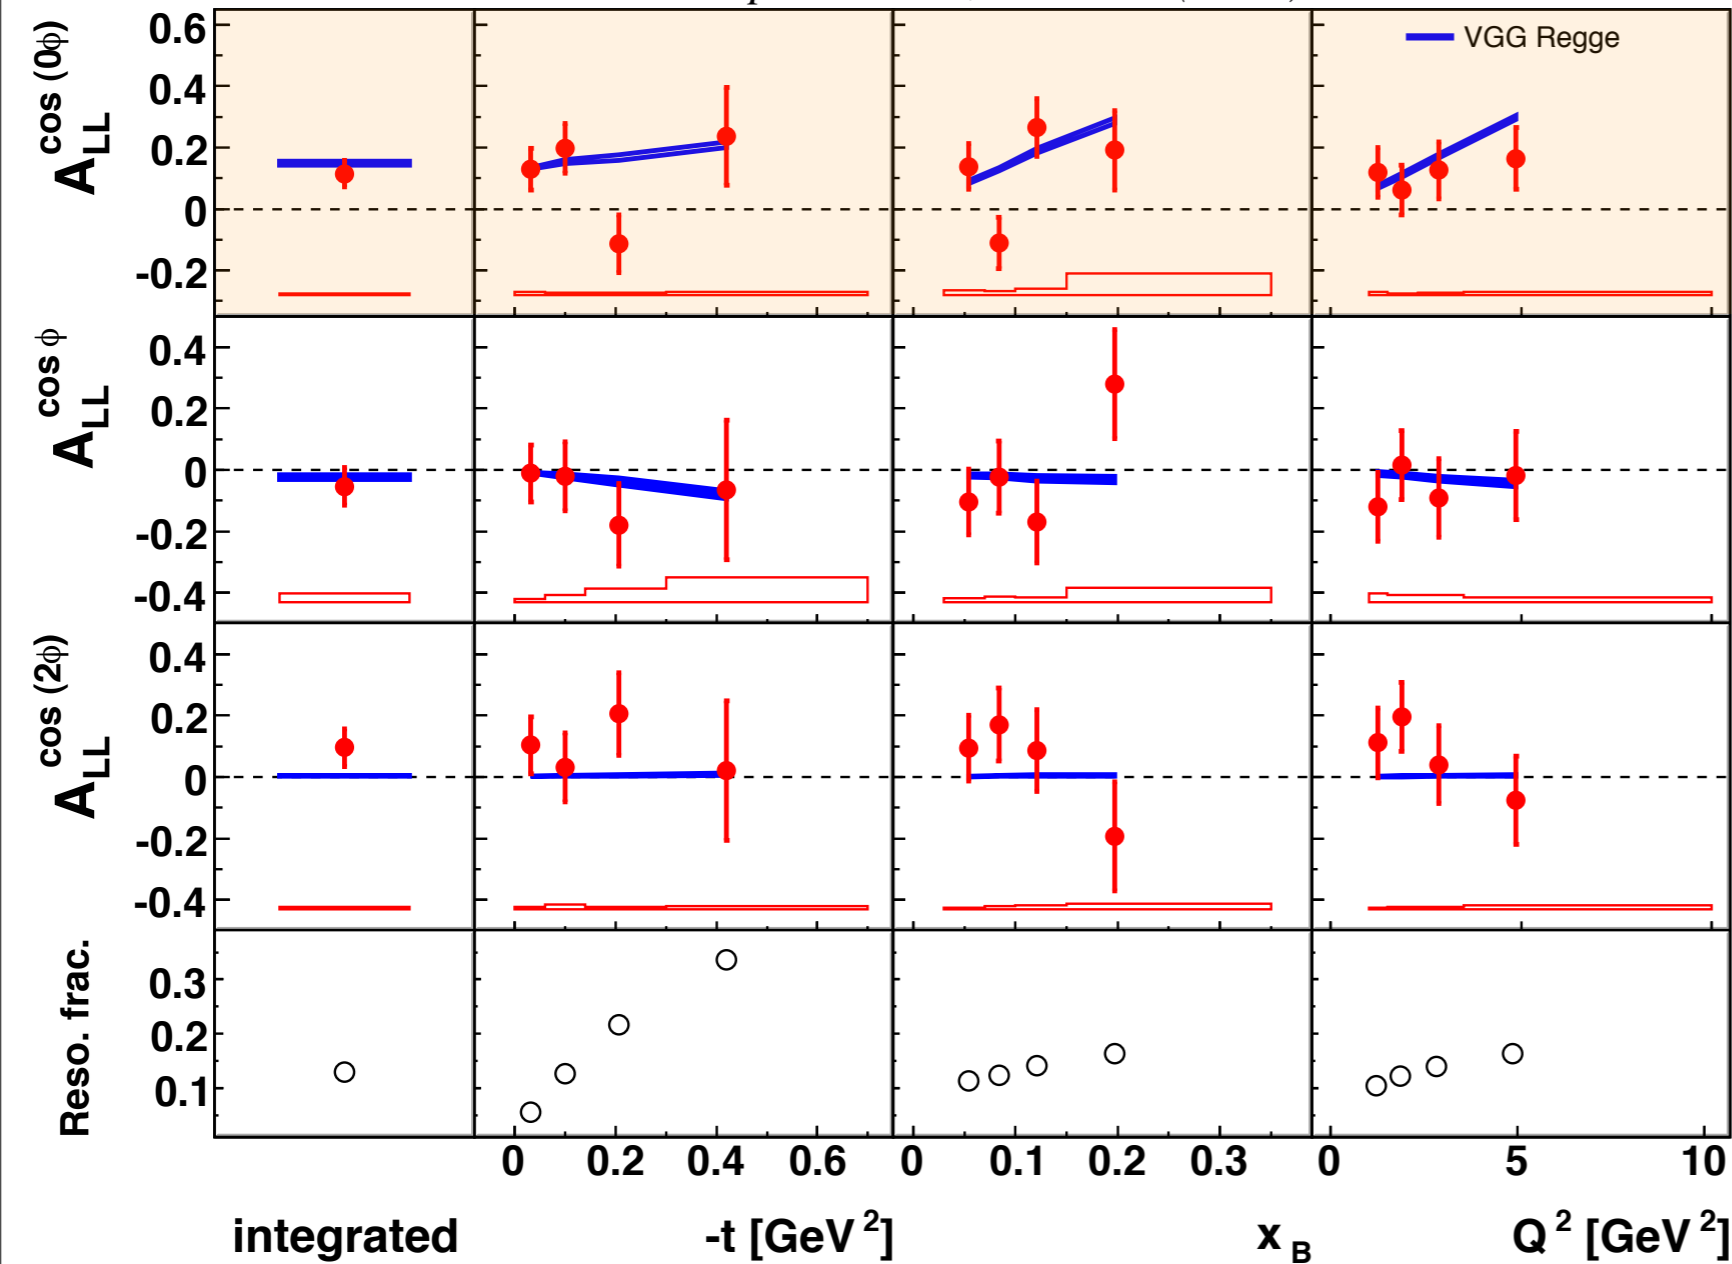 VGG Regge
A_LL^cos (0ϕ)
0.6
0.4
0.2
0
-0.2
A_LL^cos ϕ
0.4
0.2
0
-0.2
-0.4
A_LL^cos (2ϕ)
0.4
0.2
0
-0.2
-0.4
Reso. frac.
0.3
0.2
0.1
0 0.2 0.4 0.6 0 0.1 0.2 0.3 0 5 10
integrated -t [GeV²] x_B Q² [GeV²]